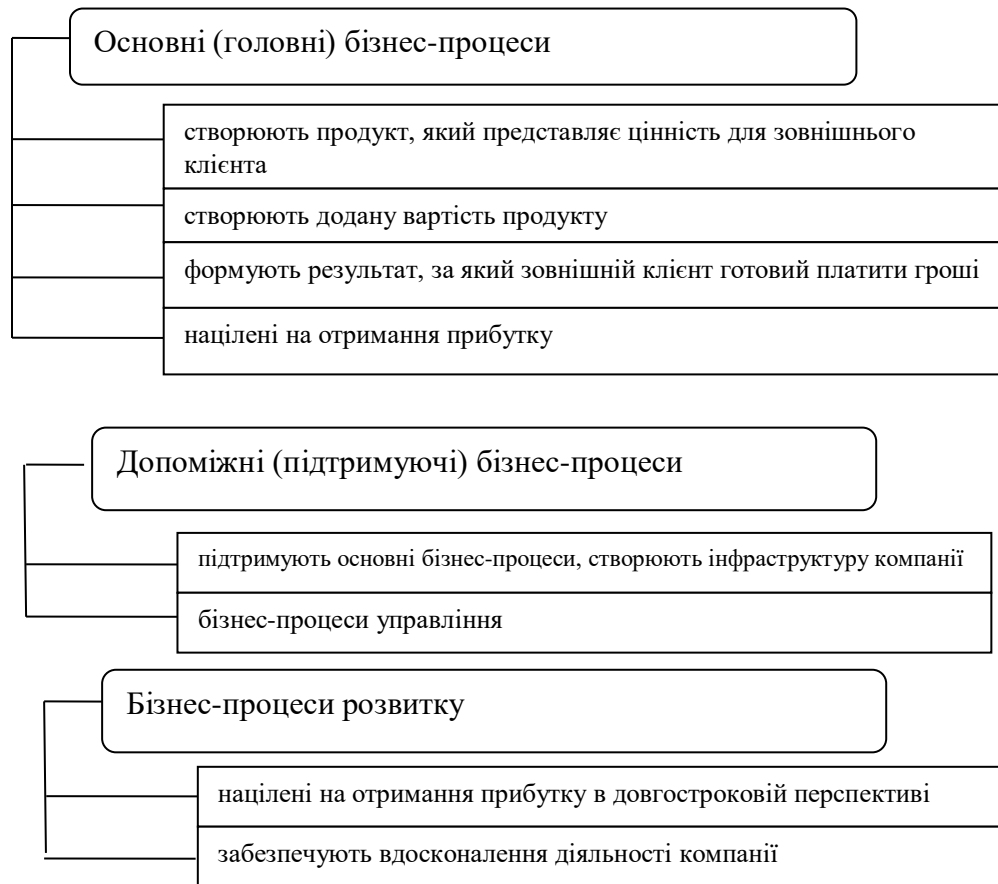 Основні (головні) бізнес-процеси
створюють продукт, який представляє цінність для зовнішнього
клієнта
створюють додану вартість продукту
формують результат, за який зовнішній клієнт готовий платити гроші
націлені на отримання прибутку
Допоміжні (підтримуючі) бізнес-процеси
підтримують основні бізнес-процеси, створюють інфраструктуру компанії
бізнес-процеси управління
Бізнес-процеси розвитку
націлені на отримання прибутку в довгостроковій перспективі
забезпечують вдосконалення діяльності компанії